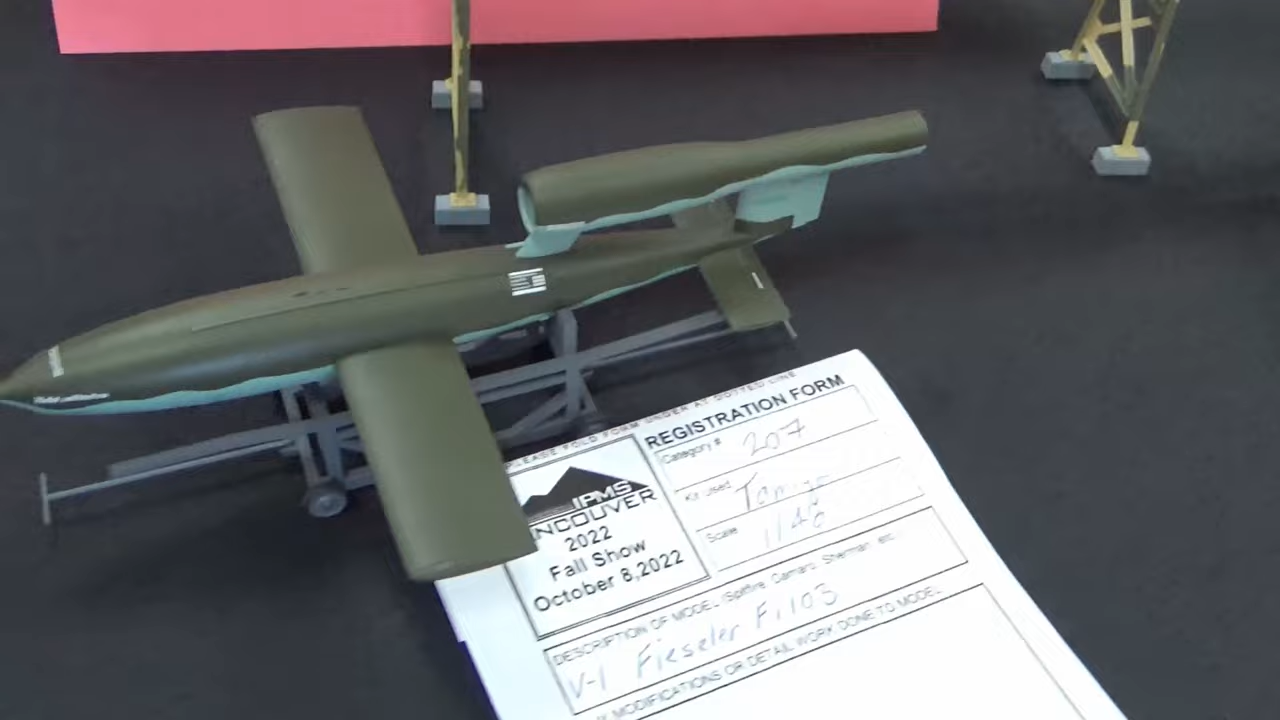 PLEASE FOLD FORM UNDER AT DOTTED LINE
REGISTRATION FORM
Category # 207
Kit used Tamiya
Scale 1/48
IPMS
VANCOUVER
2022
Fall Show
October 8,2022
DESCRIPTION OF MODEL (Spitfire, Camaro, Sherman, etc.
V-1 Fieseler Fi 103
MODIFICATIONS OR DETAIL WORK DONE TO MODEL